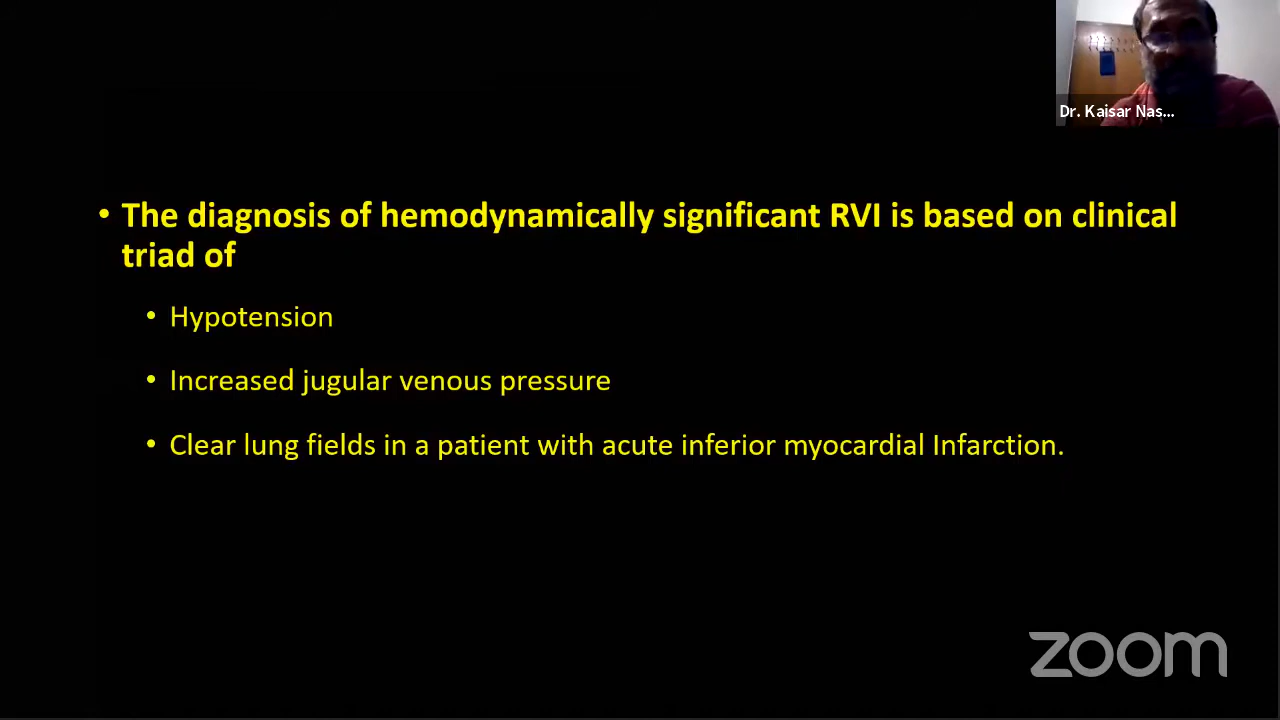 Dr. Kaisar Nas...
• The diagnosis of hemodynamically significant RVI is based on clinical
triad of
• Hypotension
• Increased jugular venous pressure
• Clear lung fields in a patient with acute inferior myocardial Infarction.
zoom